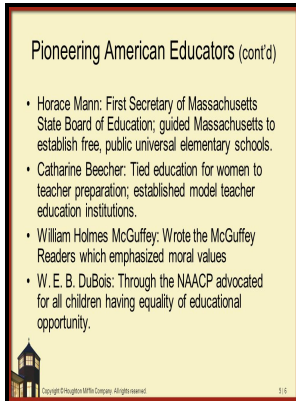 Pioneering American Educators (cont'd)
• Horace Mann: First Secretary of Massachusetts
State Board of Education; guided Massachusetts to
establish free, public universal elementary schools.
• Catharine Beecher: Tied education for women to
teacher preparation; established model teacher
education institutions.
• William Holmes McGuffey: Wrote the McGuffey
Readers which emphasized moral values
• W. E. B. DuBois: Through the NAACP advocated
for all children having equality of educational
opportunity.
Copyright © Houghton Mifflin Company. All rights reserved.
5 | 6